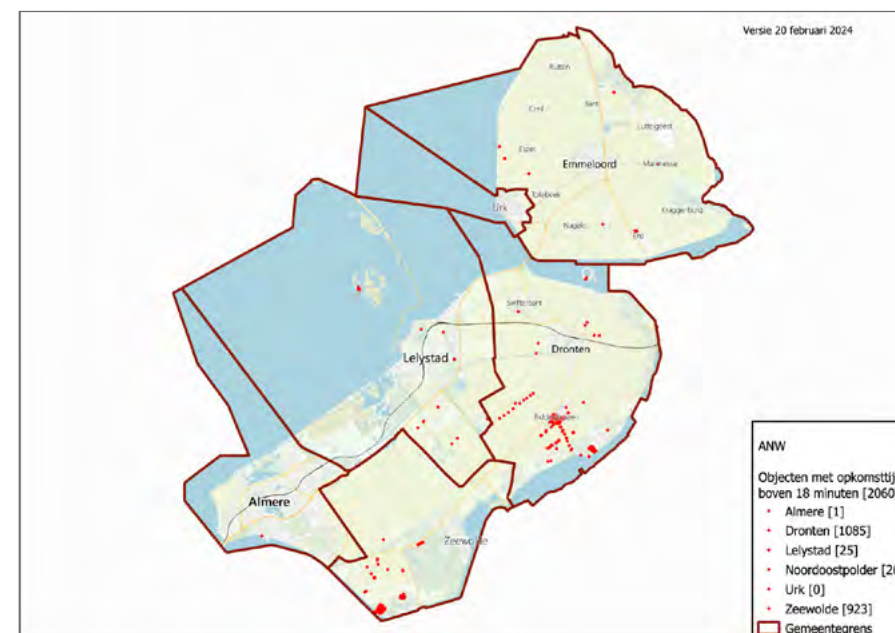 Versie 20 februari 2024
Rutten
Creil
Bant
Luttelgeest
Espel
Emmeloord
Marknesse
Tollebeek
Urk
Kraggenburg
Nagele
Ens
Swifterbant
Lelystad
Dronten
Almere
Zeewolde
ANW
Objecten met opkomsttij
boven 18 minuten [2060
Almere [1]
Dronten [1085]
Lelystad [25]
Noordoostpolder [2
Urk [0]
Zeewolde [923]
Gemeentegrens